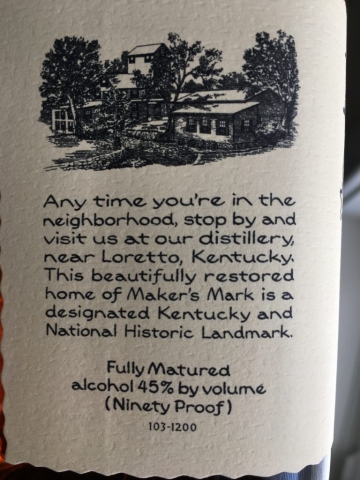 Any time you're in the
neighborhood, stop by and
visit us at our distillery,
near Loretto, Kentucky.
This beautifully restored
home of Maker's Mark is a
designated Kentucky and
National Historic Landmark.
Fully Matured
alcohol 45% by volume
(Ninety Proof)
103-1200